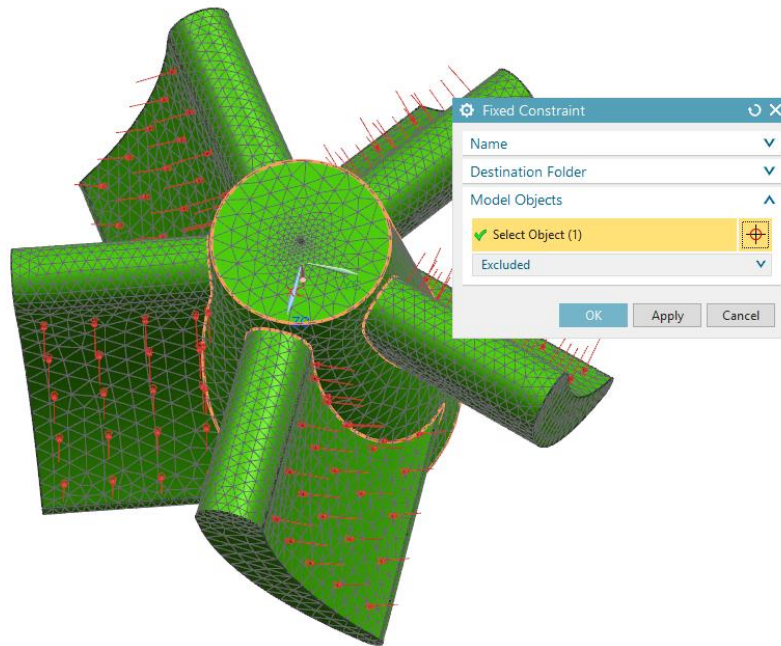 Fixed Constraint
Name
Destination Folder
Model Objects
Select Object (1)
Excluded
OK
Apply
Cancel